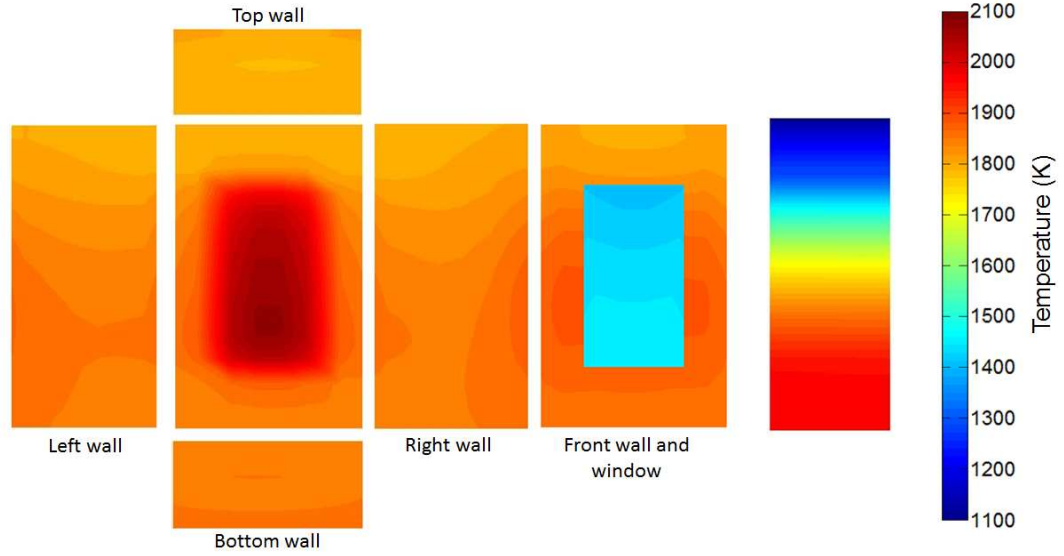 Top wall
Left wall
Right wall
Front wall and
window
Bottom wall
2100
2000
1900
1800
1700
1600
1500
1400
1300
1200
1100
Temperature (K)